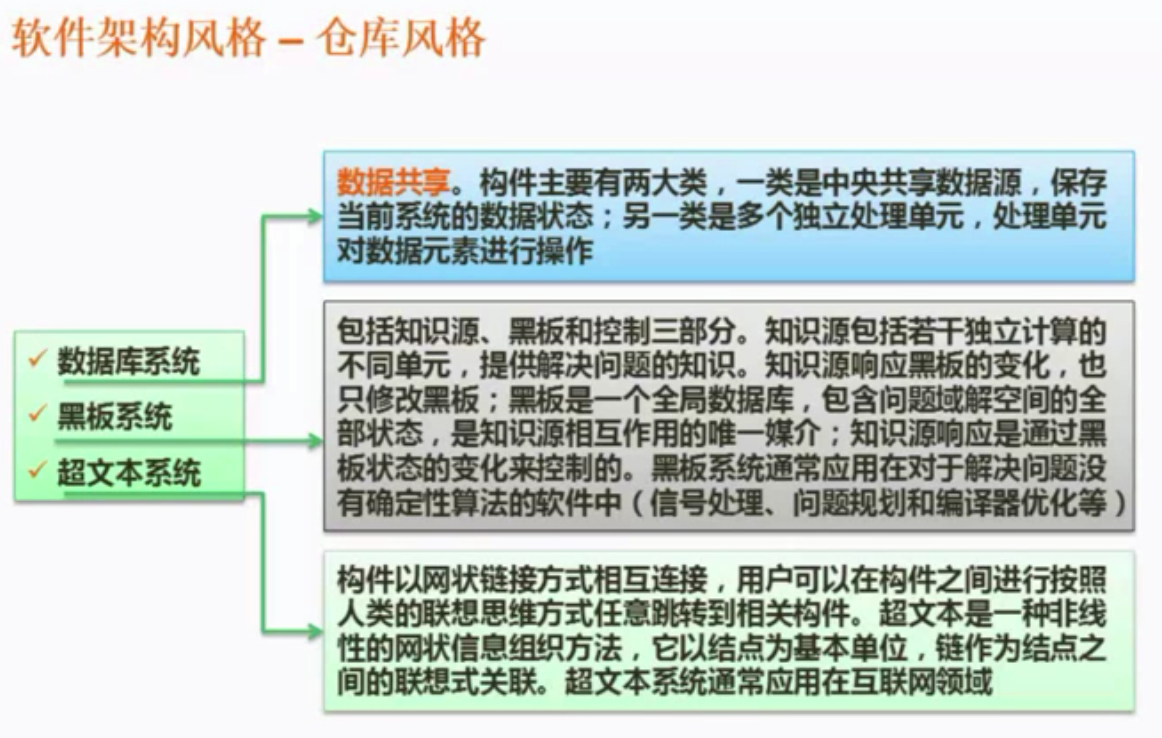 软件架构风格 – 仓库风格
数据共享。构件主要有两大类，一类是中央共享数据源，保存
当前系统的数据状态；另一类是多个独立处理单元，处理单元
对数据元素进行操作
✓ 数据库系统
✓ 黑板系统
✓ 超文本系统
包括知识源、黑板和控制三部分。知识源包括若干独立计算的
不同单元，提供解决问题的知识。知识源响应黑板的变化，也
只修改黑板；黑板是一个全局数据库，包含问题域解空间的全
部状态，是知识源相互作用的唯一媒介；知识源响应是通过黑
板状态的变化来控制的。黑板系统通常应用在对于解决问题没
有确定性算法的软件中（信号处理、问题规划和编译器优化等）
构件以网状链接方式相互连接，用户可以在构件之间进行按照
人类的联想思维方式任意跳转到相关构件。超文本是一种非线
性的网状信息组织方法，它以结点为基本单位，链作为结点之
间的联想式关联。超文本系统通常应用在互联网领域